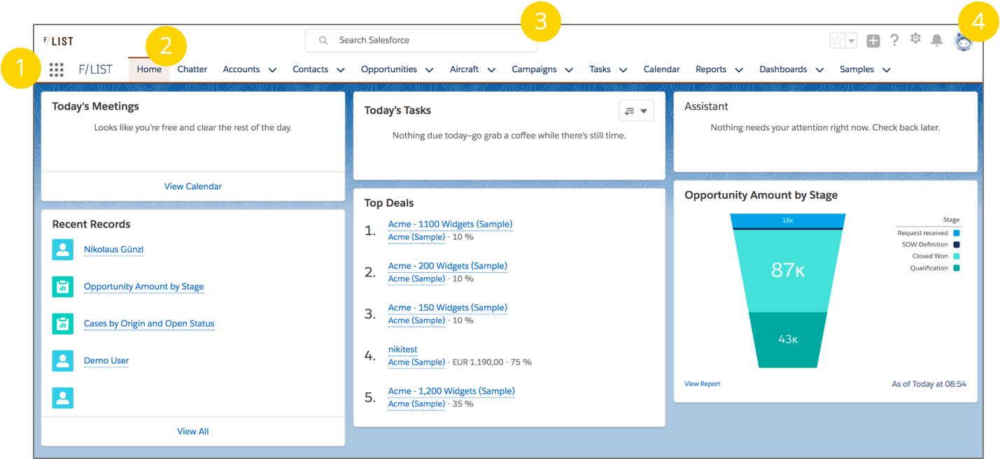 3
4
2
1
F/LIST
Search Salesforce
F/LIST Home Chatter Accounts Contacts Opportunities Aircraft Campaigns Tasks Calendar Reports Dashboards Samples
Today's Meetings
Looks like you're free and clear the rest of the day.
View Calendar
Recent Records
Nikolaus Günzl
Opportunity Amount by Stage
Cases by Origin and Open Status
Demo User
View All
Today's Tasks
Nothing due today–go grab a coffee while there's still time.
Top Deals
1. Acme - 1100 Widgets (Sample)
Acme (Sample) · 10 %
2. Acme - 200 Widgets (Sample)
Acme (Sample) · 10 %
3. Acme - 150 Widgets (Sample)
Acme (Sample) · 10 %
4. nikitest
Acme (Sample) · EUR 1.190,00 · 75 %
5. Acme - 1,200 Widgets (Sample)
Acme (Sample) · 35 %
Assistant
Nothing needs your attention right now. Check back later.
Opportunity Amount by Stage
18K
87K
43K
Stage
Request received
SOW-Definition
Closed Won
Qualification
View Report
As of Today at 08:54